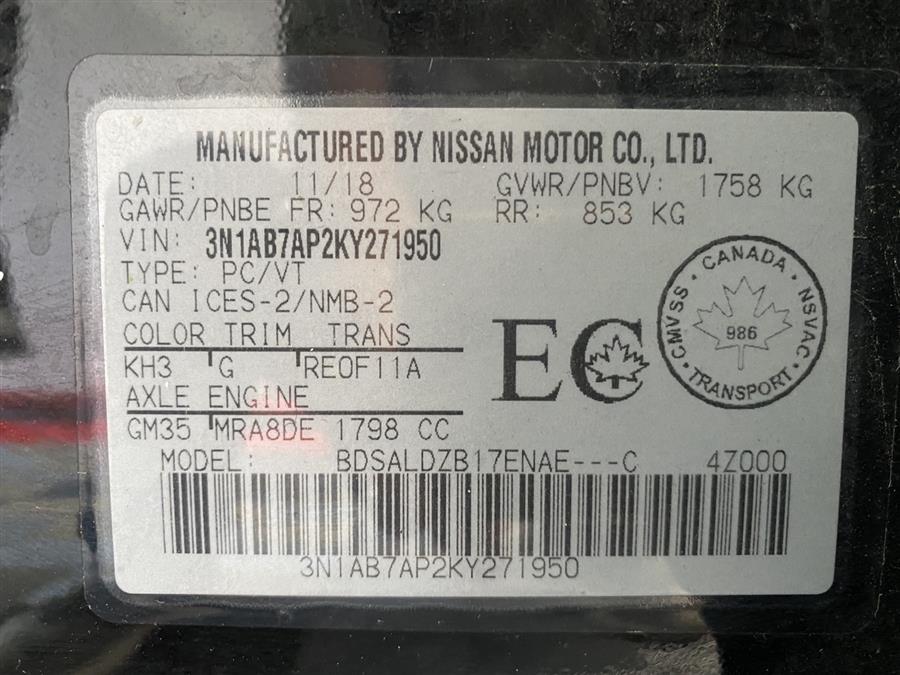 MANUFACTURED BY NISSAN MOTOR CO., LTD.
DATE: 11/18 GVWR/PNBV: 1758 KG
GAWR/PNBE FR: 972 KG RR: 853 KG
VIN: 3N1AB7AP2KY271950
TYPE: PC/VT
CAN ICES-2/NMB-2
COLOR TRIM TRANS
KH3 G RE0F11A
AXLE ENGINE
GM35 MRA8DE 1798 CC
EC
CANADA
CMVSS · NSVAC
986
TRANSPORT
MODEL: BDSALDZB17ENAE---C 4Z000
3N1AB7AP2KY271950